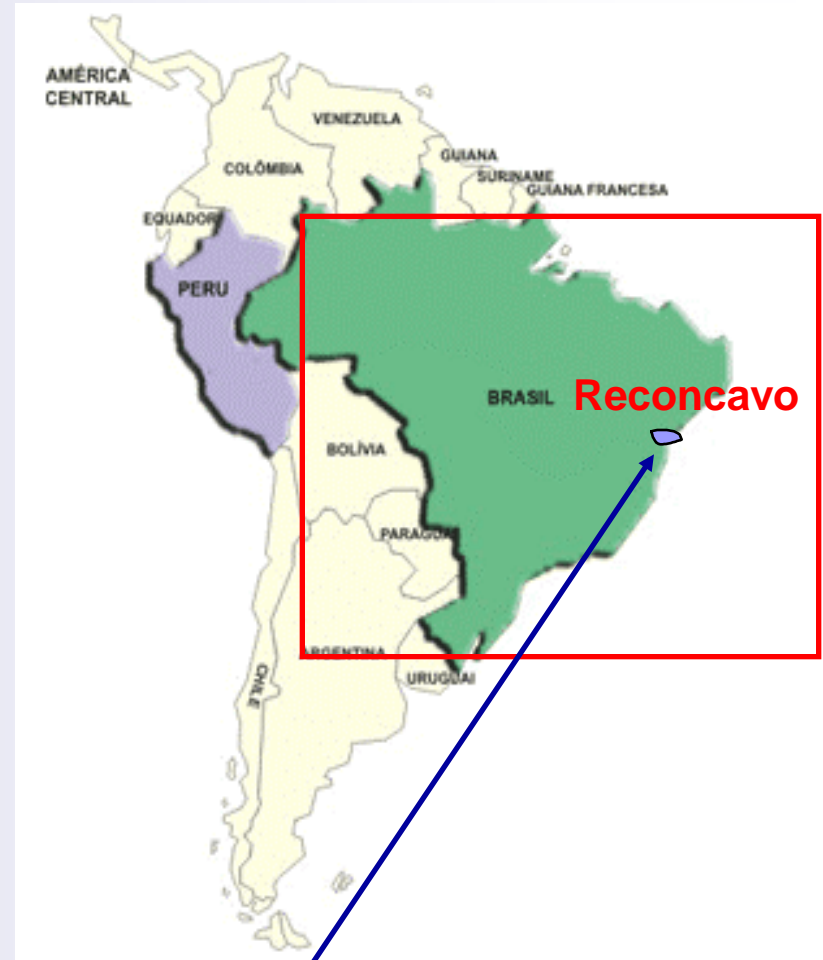 AMÉRICA
CENTRAL
VENEZUELA
GUIANA
COLÔMBIA
SURINAME
GUIANA FRANCESA
EQUADOR
PERU
BRASIL
Reconcavo
BOLÍVIA
PARAGUAI
ARGENTINA
URUGUAI
CHILE